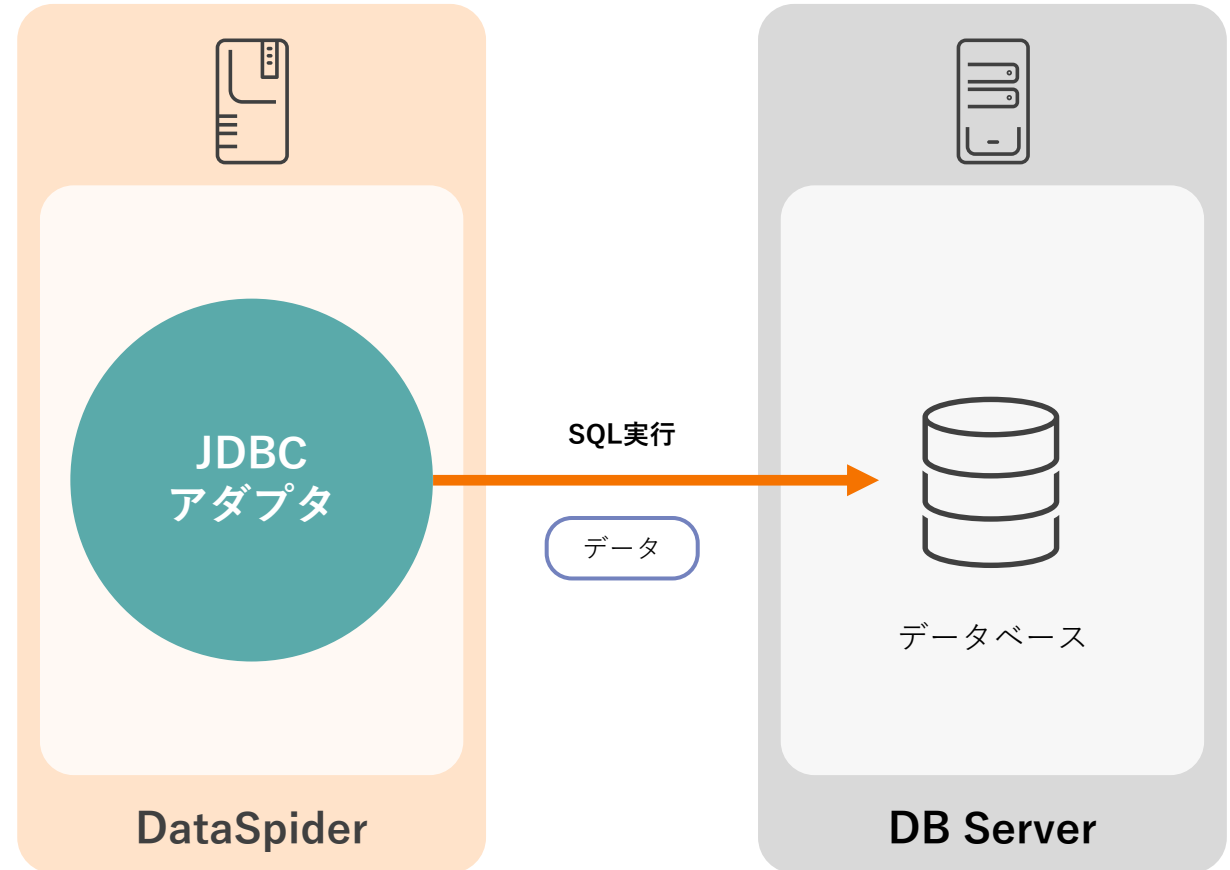 JDBC
アダプタ
SQL実行
データ
データベース
DataSpider
DB Server